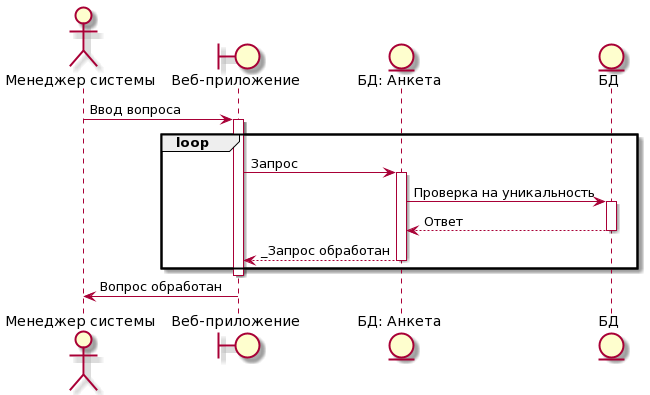 Менеджер системы Веб-приложение БД: Анкета БД
Ввод вопроса
loop
Запрос
Проверка на уникальность
Ответ
_Запрос обработан
Вопрос обработан
Менеджер системы Веб-приложение БД: Анкета БД